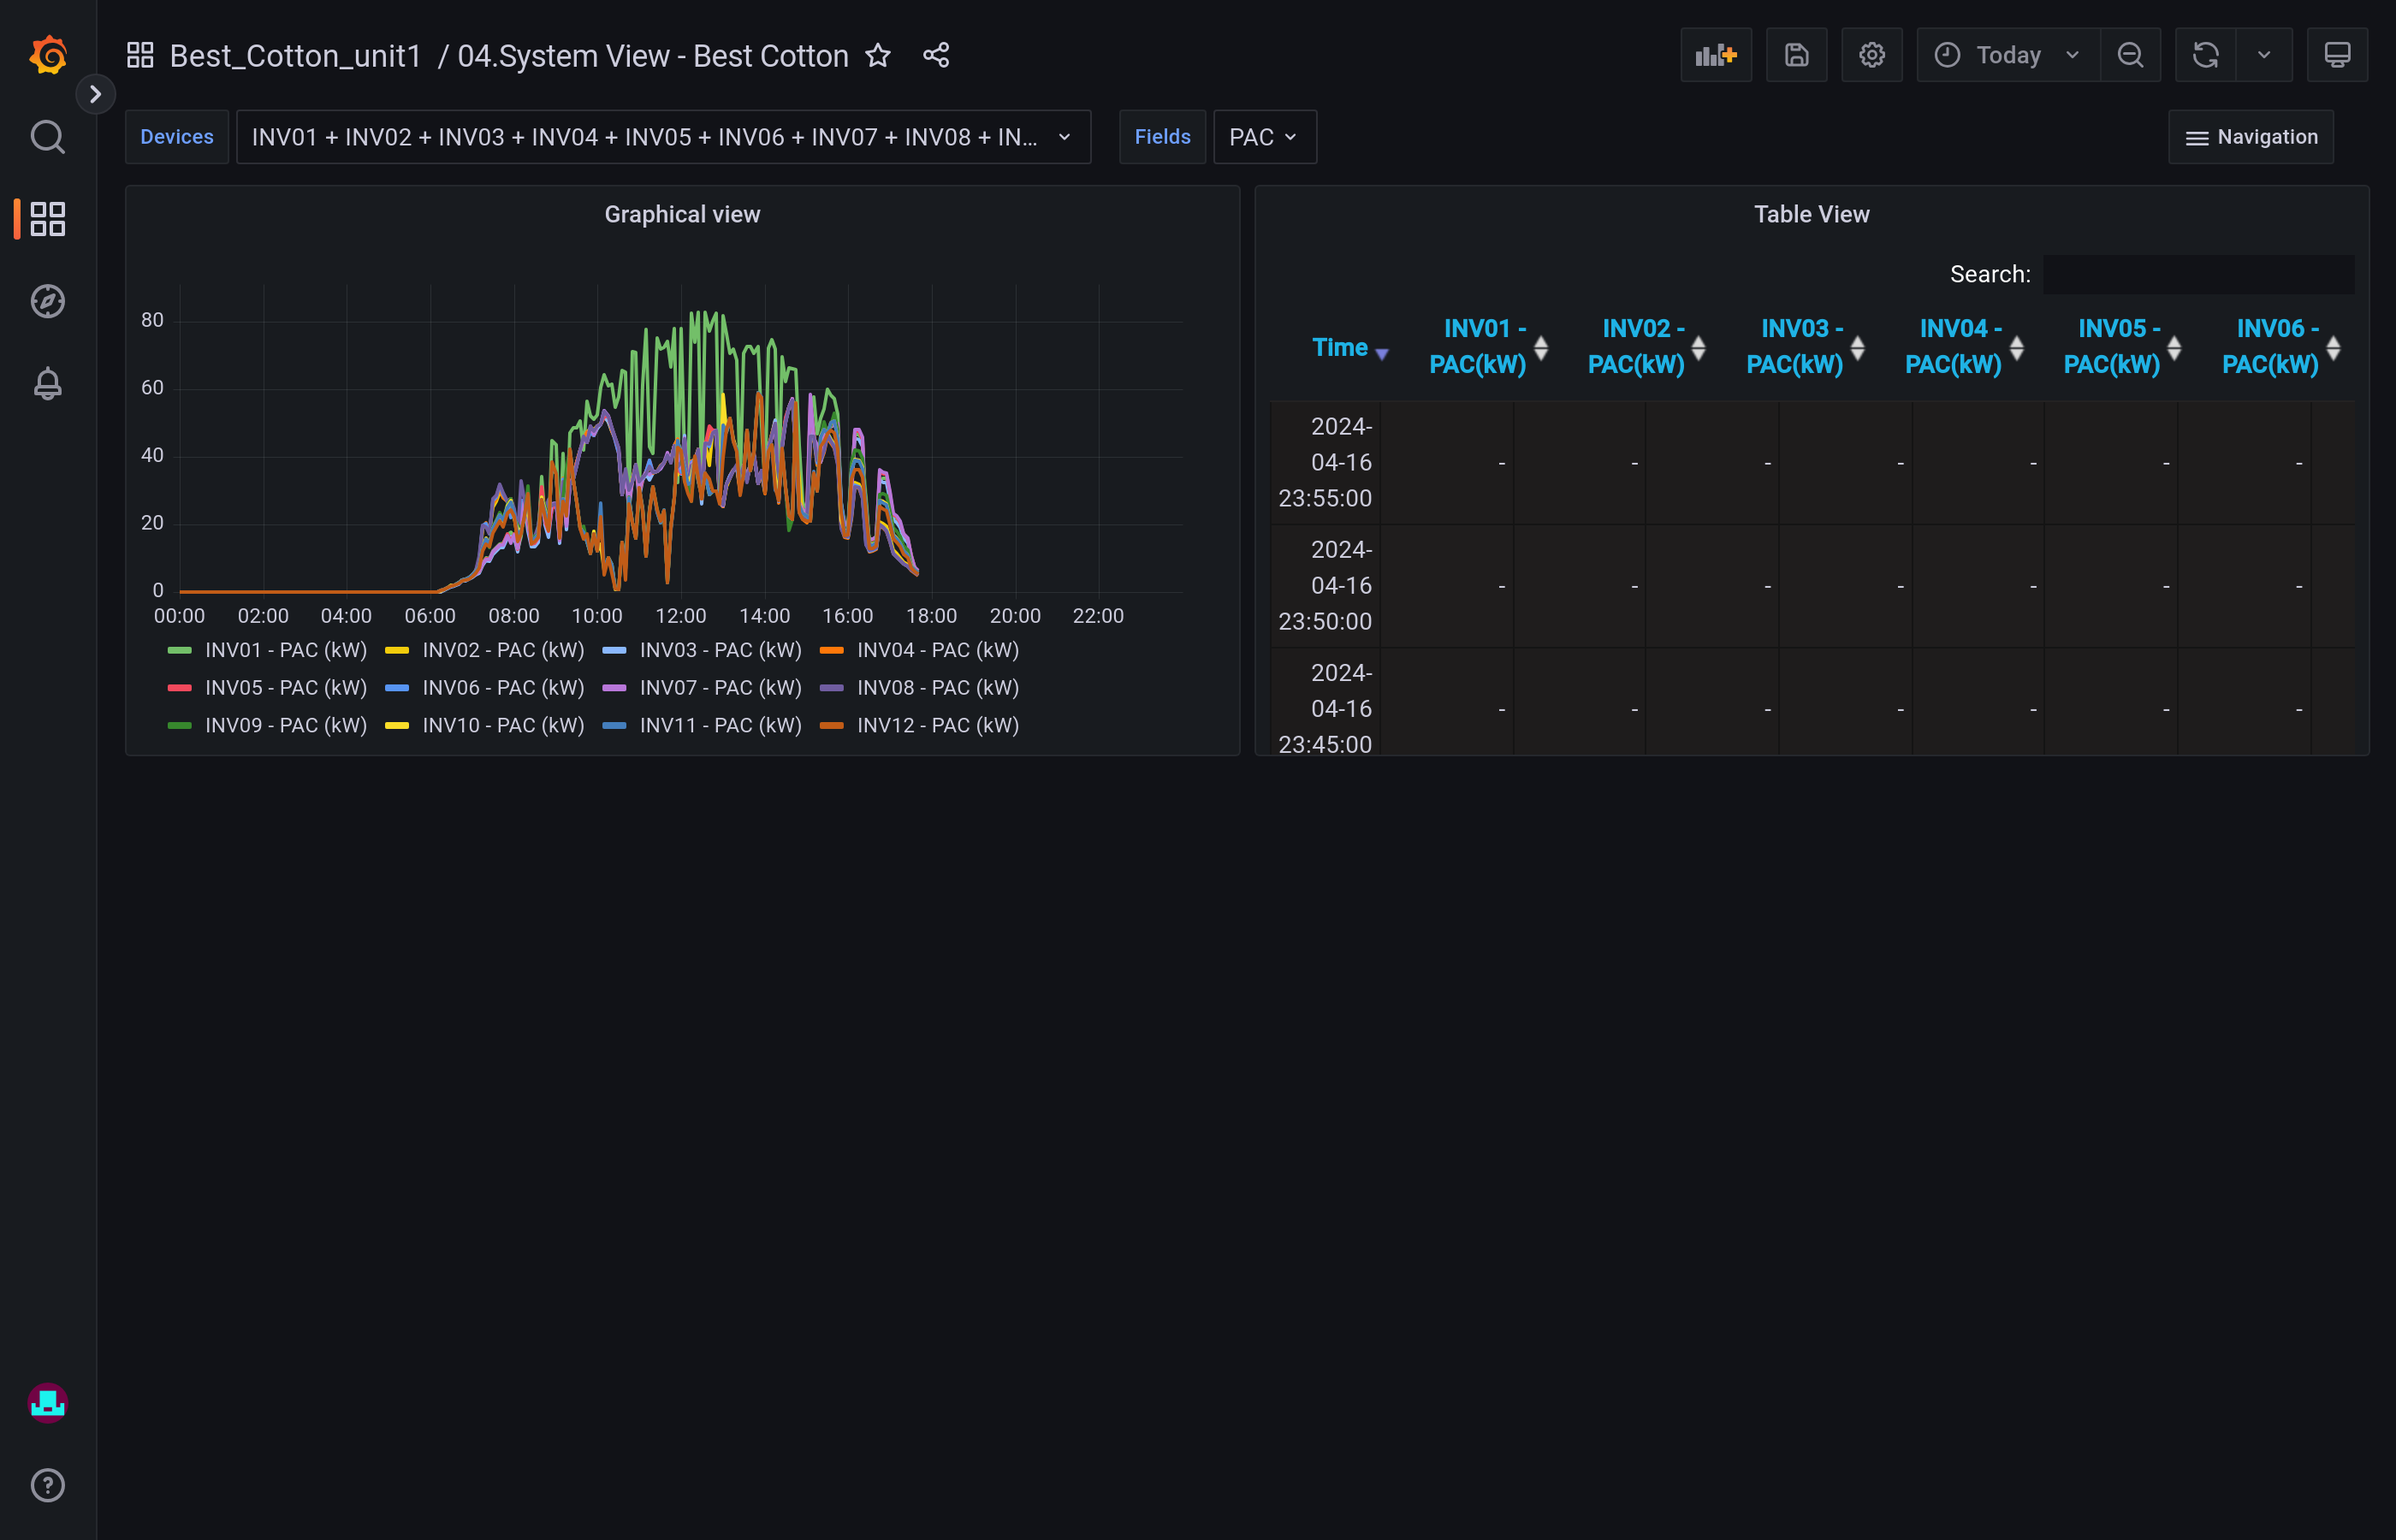 Best_Cotton_unit1 / 04.System View - Best Cotton
Today
Devices
INV01 + INV02 + INV03 + INV04 + INV05 + INV06 + INV07 + INV08 + IN...
Fields
PAC
Navigation
Graphical view
80
60
40
20
0
00:00 02:00 04:00 06:00 08:00 10:00 12:00 14:00 16:00 18:00 20:00 22:00
INV01 - PAC (kW) INV02 - PAC (kW) INV03 - PAC (kW) INV04 - PAC (kW)
INV05 - PAC (kW) INV06 - PAC (kW) INV07 - PAC (kW) INV08 - PAC (kW)
INV09 - PAC (kW) INV10 - PAC (kW) INV11 - PAC (kW) INV12 - PAC (kW)
Table View
Search:
Time INV01 - PAC(kW) INV02 - PAC(kW) INV03 - PAC(kW) INV04 - PAC(kW) INV05 - PAC(kW) INV06 - PAC(kW)
2024-
04-16 - - - - - - -
23:55:00
2024-
04-16 - - - - - - -
23:50:00
2024-
04-16 - - - - - - -
23:45:00